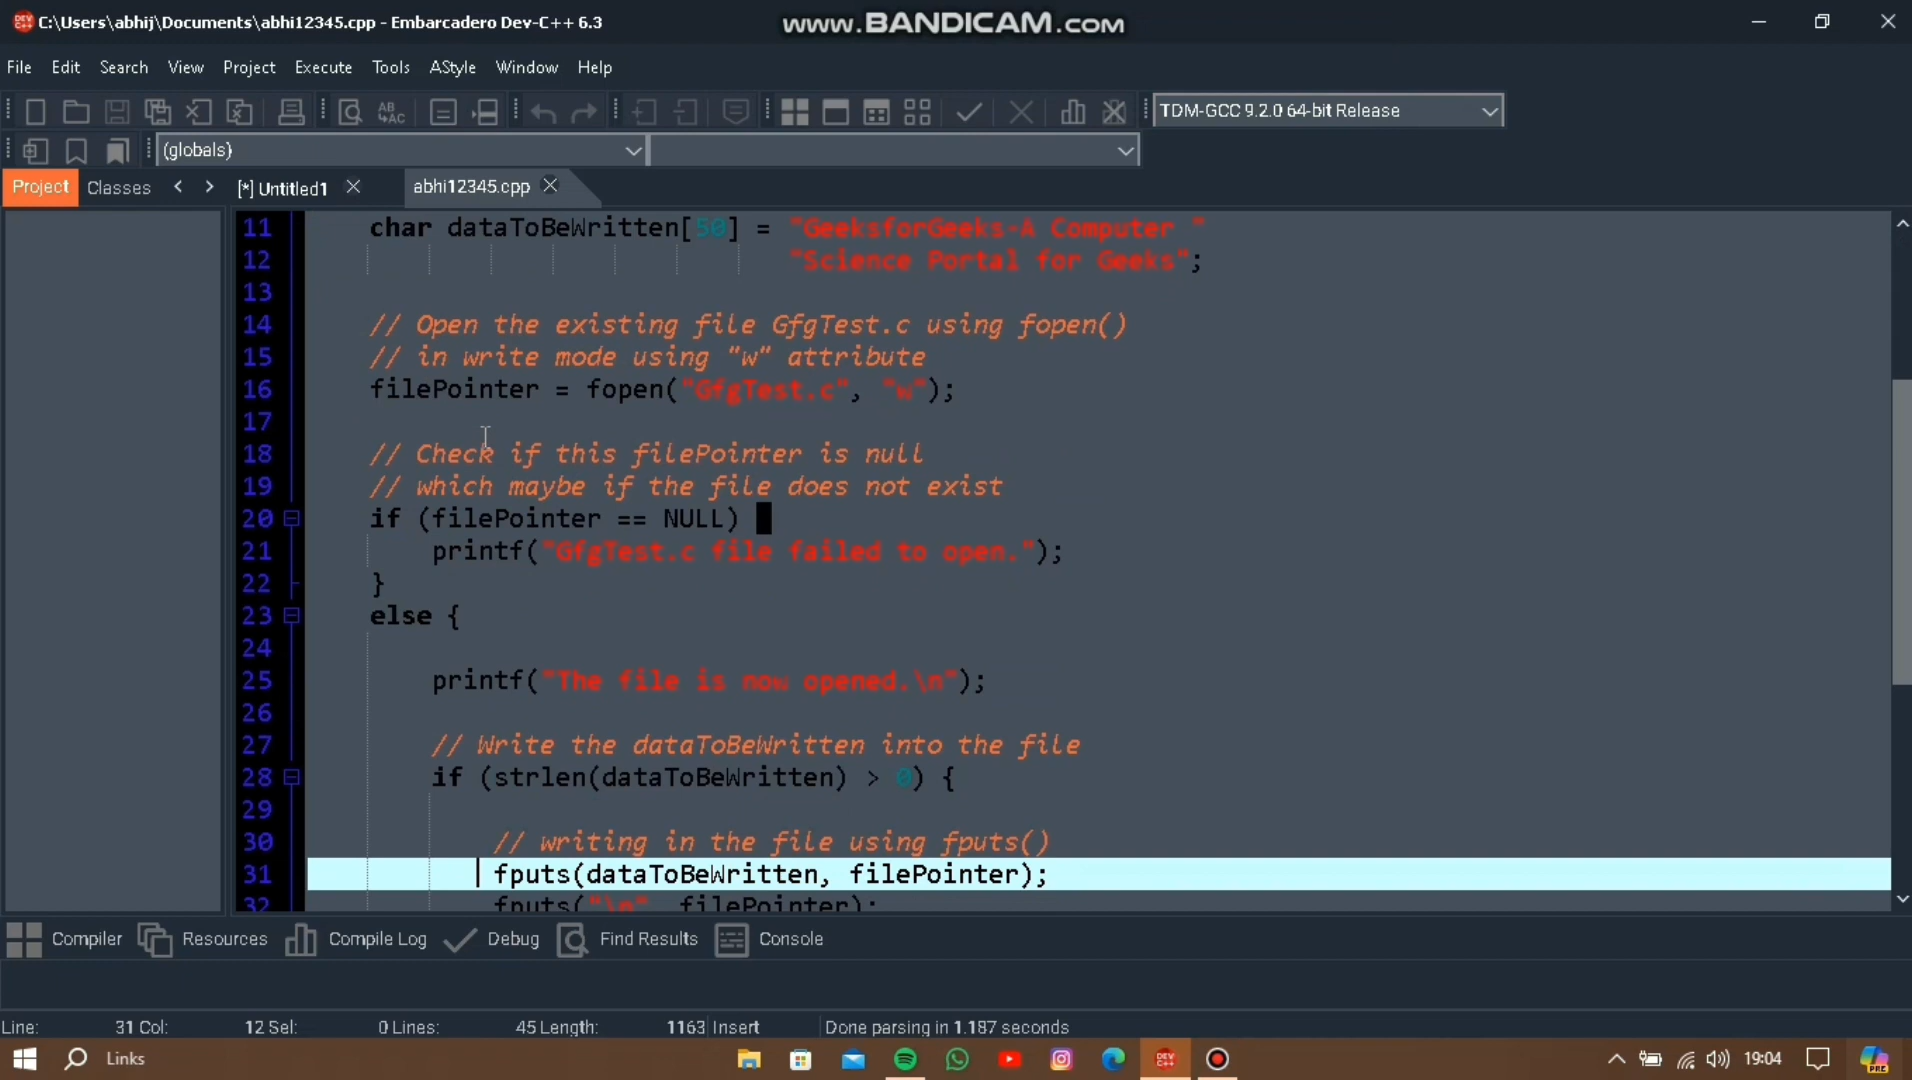 C:\Users\abhij\Documents\abhi12345.cpp - Embarcadero Dev-C++ 6.3
www.BANDICAM.com
File Edit Search View Project Execute Tools AStyle Window Help
TDM-GCC 9.2.0 64-bit Release
(globals)
Project Classes [*] Untitled1 abhi12345.cpp
11 char dataToBeWritten[50] = "GeeksforGeeks-A Computer "
12 "Science Portal for Geeks";
13
14 // Open the existing file GfgTest.c using fopen()
15 // in write mode using "w" attribute
16 filePointer = fopen("GfgTest.c", "w");
17
18 // Check if this filePointer is null
19 // which maybe if the file does not exist
20 if (filePointer == NULL)
21 printf("GfgTest.c file failed to open.");
22 }
23 else {
24
25 printf("The file is now opened.\n");
26
27 // Write the dataToBeWritten into the file
28 if (strlen(dataToBeWritten) > 0) {
29
30 // writing in the file using fputs()
31 fputs(dataToBeWritten, filePointer);
32 fputs("\n", filePointer);
Compiler Resources Compile Log Debug Find Results Console
Line: 31 Col: 12 Sel: 0 Lines: 45 Length: 1163 Insert Done parsing in 1.187 seconds
Links 19:04